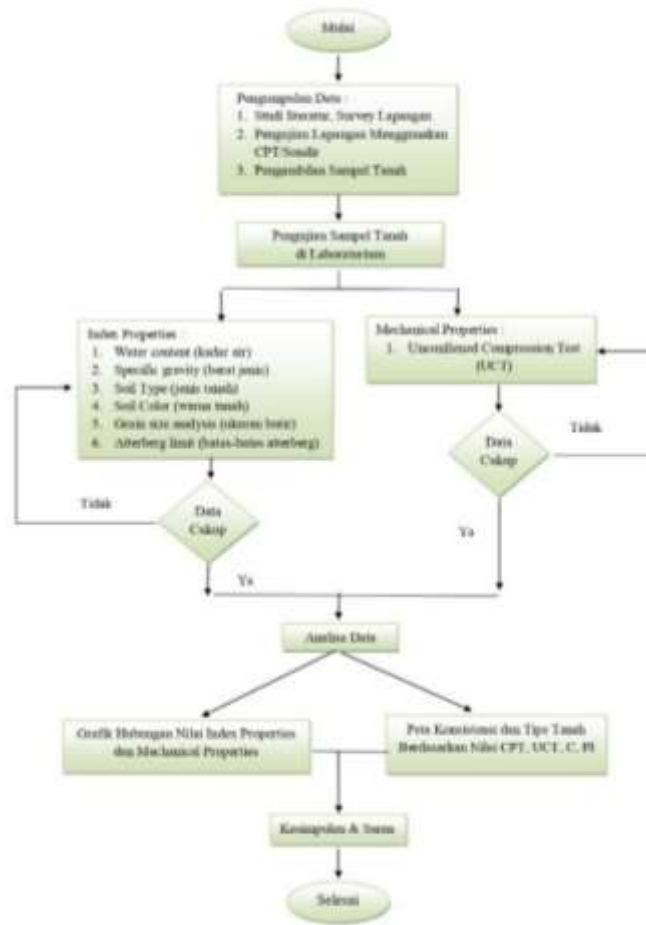 Mulai
Pengumpulan Data :
1. Studi literatur, Survey Lapangan
2. Pengujian Lapangan Menggunakan
CPT/Sondir
3. Pengambilan Sampel Tanah
Pengujian Sampel Tanah
di Laboratorium
Index Properties :
1. Water content (kadar air)
2. Specific gravity (berat jenis)
3. Soil Type (jenis tanah)
4. Soil Color (warna tanah)
5. Grain size analysis (ukuran butir)
6. Atterberg limit (batas-batas atterberg)
Mechanical Properties :
1. Unconfined Compression Test
(UCT)
Data
Cukup
Tidak
Tidak
Data
Cukup
Ya
Ya
Analisa Data
Grafik Hubungan Nilai Index Properties
dan Mechanical Properties
Peta Konsistensi dan Tipe Tanah
Berdasarkan Nilai CPT, UCT, C, PI
Kesimpulan & Saran
Selesai